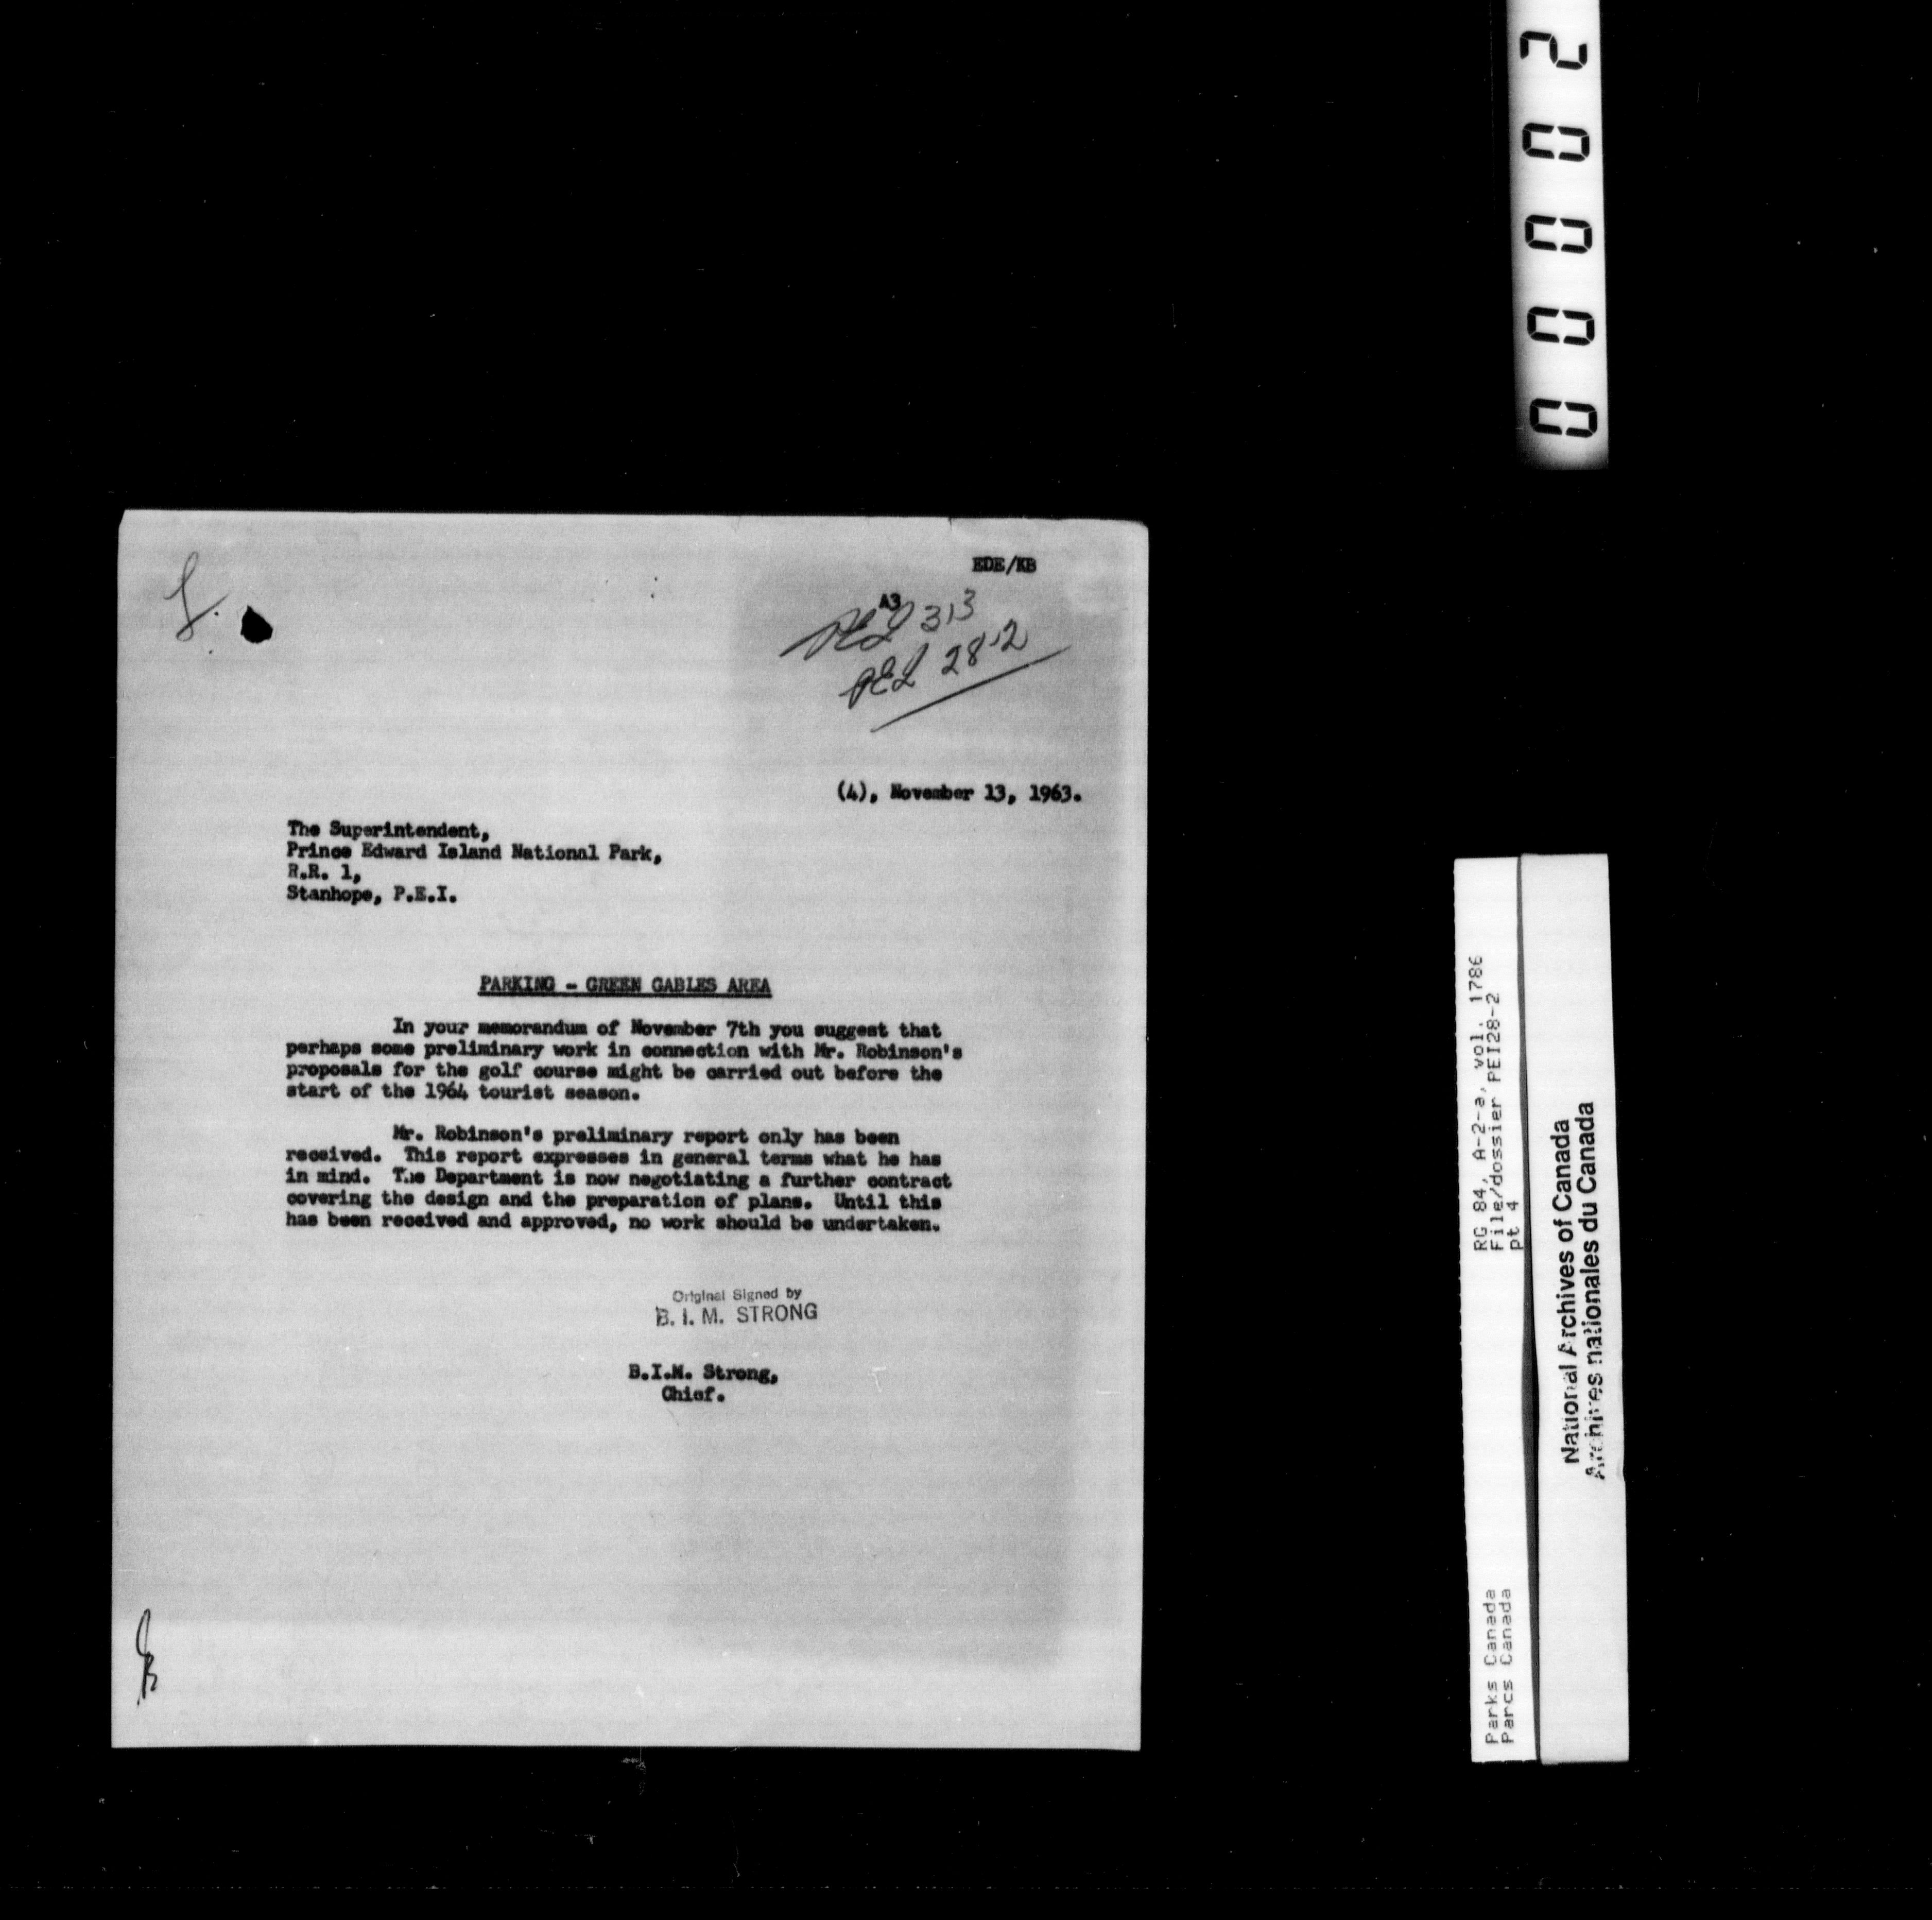 EDE/KB
A3
PEI 313
PEI 28-2
(4), November 13, 1963.
The Superintendent,
Prince Edward Island National Park,
R.R. 1,
Stanhope, P.E.I.
PARKING - GREEN GABLES AREA
In your memorandum of November 7th you suggest that
perhaps some preliminary work in connection with Mr. Robinson's
proposals for the golf course might be carried out before the
start of the 1964 tourist season.
Mr. Robinson's preliminary report only has been
received. This report expresses in general terms what he has
in mind. The Department is now negotiating a further contract
covering the design and the preparation of plans. Until this
has been received and approved, no work should be undertaken.
Original Signed by
B. I. M. STRONG
B.I.M. Strong,
Chief.
00002
RG 84, A-2-a, vol. 1786
File/dossier PEI28-2
pt 4
Parks Canada
Parcs Canada
National Archives of Canada
Archives nationales du Canada